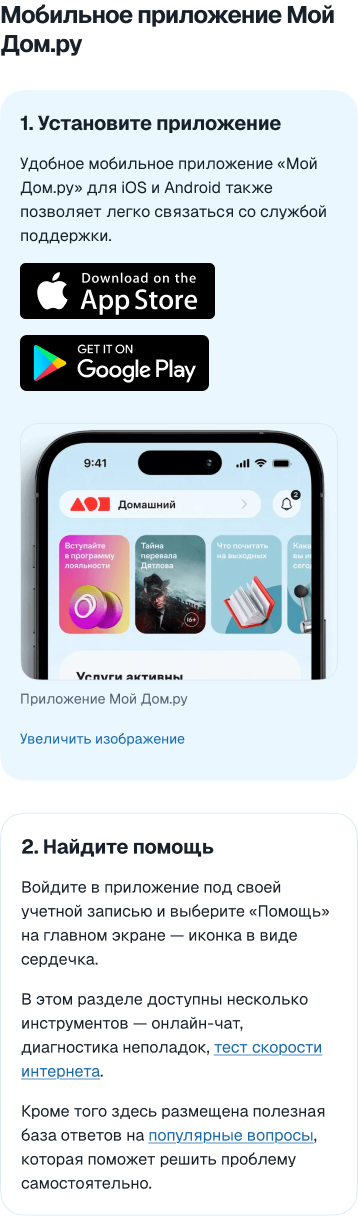 Мобильное приложение Мой
Дом.ру
1. Установите приложение
Удобное мобильное приложение «Мой
Дом.ру» для iOS и Android также
позволяет легко связаться со службой
поддержки.
Download on the
App Store
GET IT ON
Google Play
9:41
Домашний
2
Вступайте
в программу
лояльности
Тайна
перевала
Дятлова
16+
Что почитать
на выходных
Услуги активны
Приложение Мой Дом.ру
Увеличить изображение
2. Найдите помощь
Войдите в приложение под своей
учетной записью и выберите «Помощь»
на главном экране — иконка в виде
сердечка.
В этом разделе доступны несколько
инструментов — онлайн-чат,
диагностика неполадок, тест скорости
интернета.
Кроме того здесь размещена полезная
база ответов на популярные вопросы,
которая поможет решить проблему
самостоятельно.